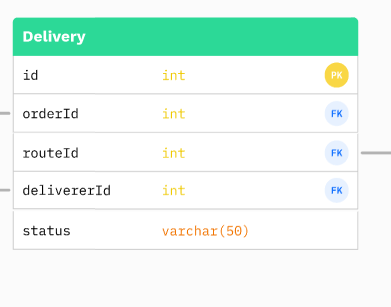 Delivery
id int PK
orderId int FK
routeId int FK
delivererId int FK
status varchar(50)